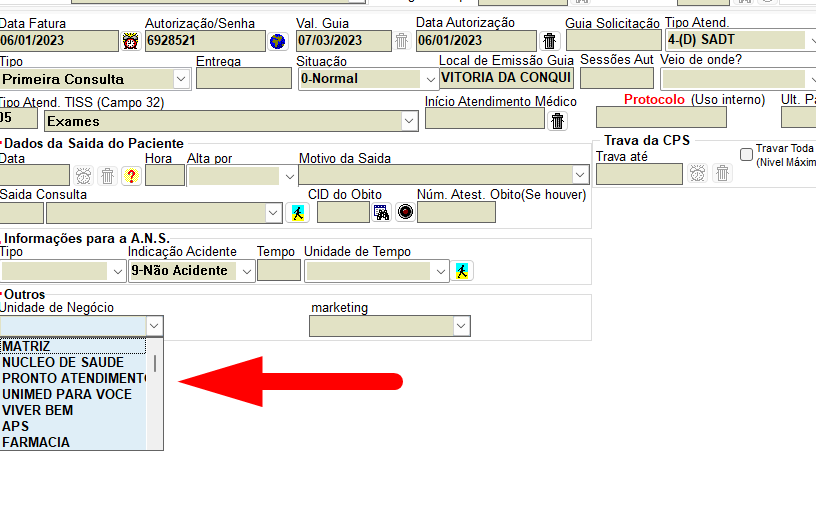 Data Fatura Autorização/Senha Val. Guia Data Autorização Guia Solicitação Tipo Atend.
06/01/2023 6928521 07/03/2023 06/01/2023 4-(D) SADT
Tipo Entrega Situação Local de Emissão Guia Sessões Aut Veio de onde?
Primeira Consulta 0-Normal VITORIA DA CONQUI
Tipo Atend. TISS (Campo 32) Início Atendimento Médico Protocolo (Uso interno) Ult. Pa
05 Exames
Dados da Saida do Paciente Trava da CPS
Data Hora Alta por Motivo da Saida Trava até Travar Toda
(Nivel Máxim
Saida Consulta CID do Obito Núm. Atest. Obito(Se houver)
Informações para a A.N.S.
Tipo Indicação Acidente Tempo Unidade de Tempo
9-Não Acidente
Outros
Unidade de Negócio marketing
MATRIZ
NUCLEO DE SAUDE
PRONTO ATENDIMENTO
UNIMED PARA VOCE
VIVER BEM
APS
FARMACIA